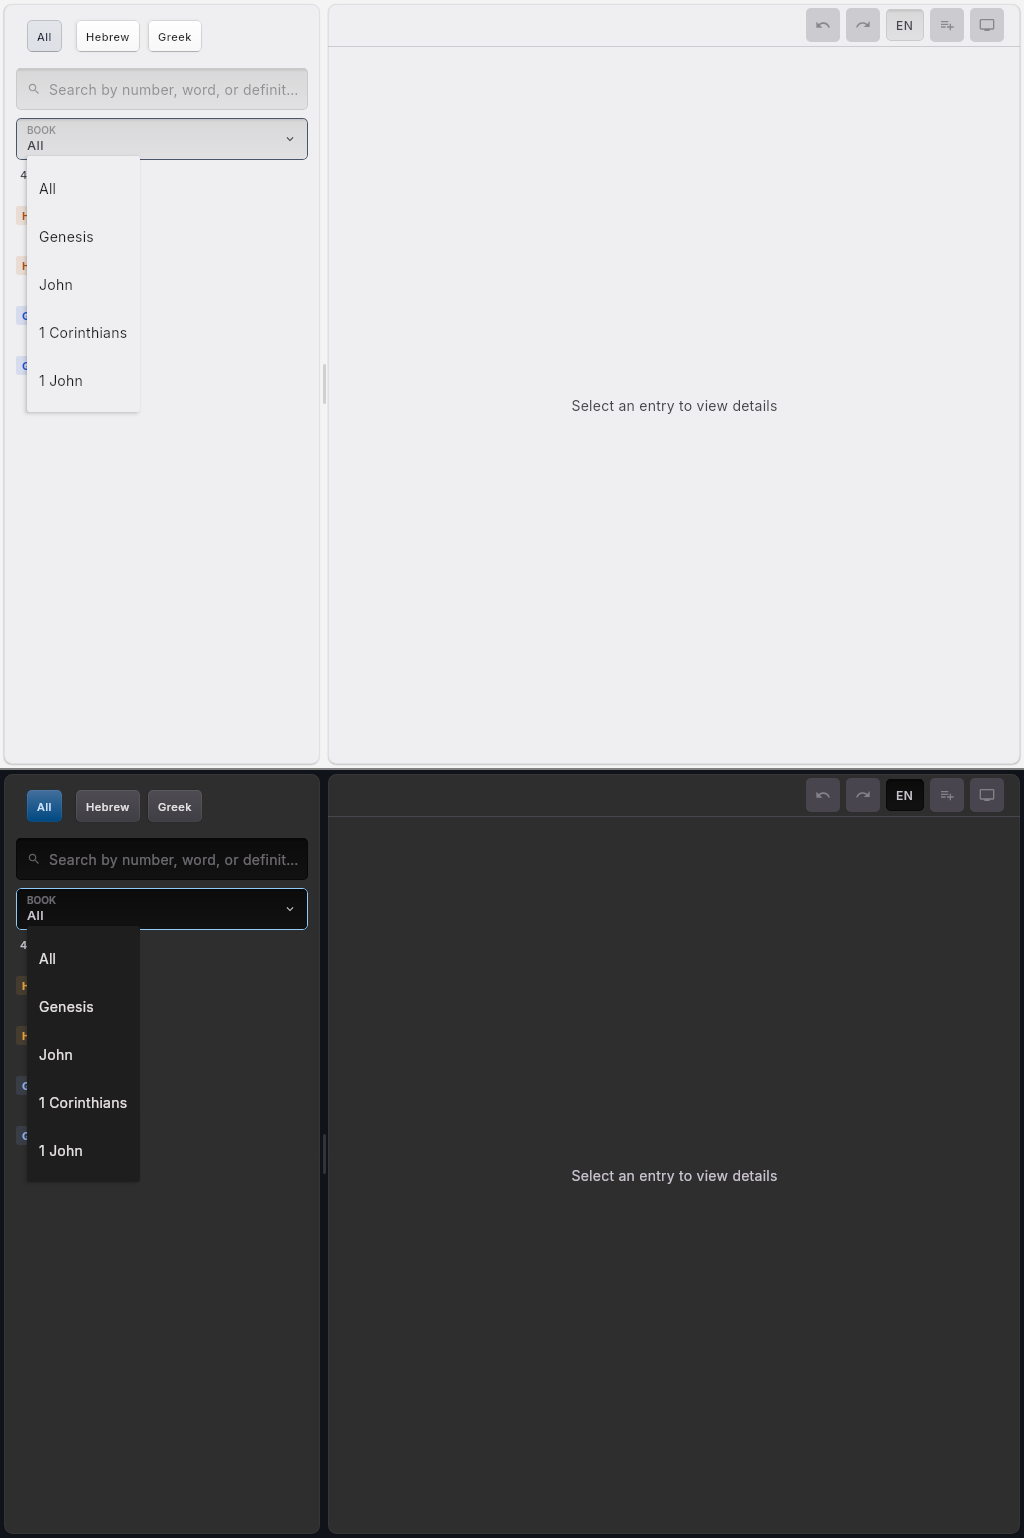 All Hebrew Greek
EN
Search by number, word, or definit...
BOOK
All
4
H
H
G
G
All
Genesis
John
1 Corinthians
1 John
Select an entry to view details
All Hebrew Greek
EN
Search by number, word, or definit...
BOOK
All
4
H
H
G
G
All
Genesis
John
1 Corinthians
1 John
Select an entry to view details